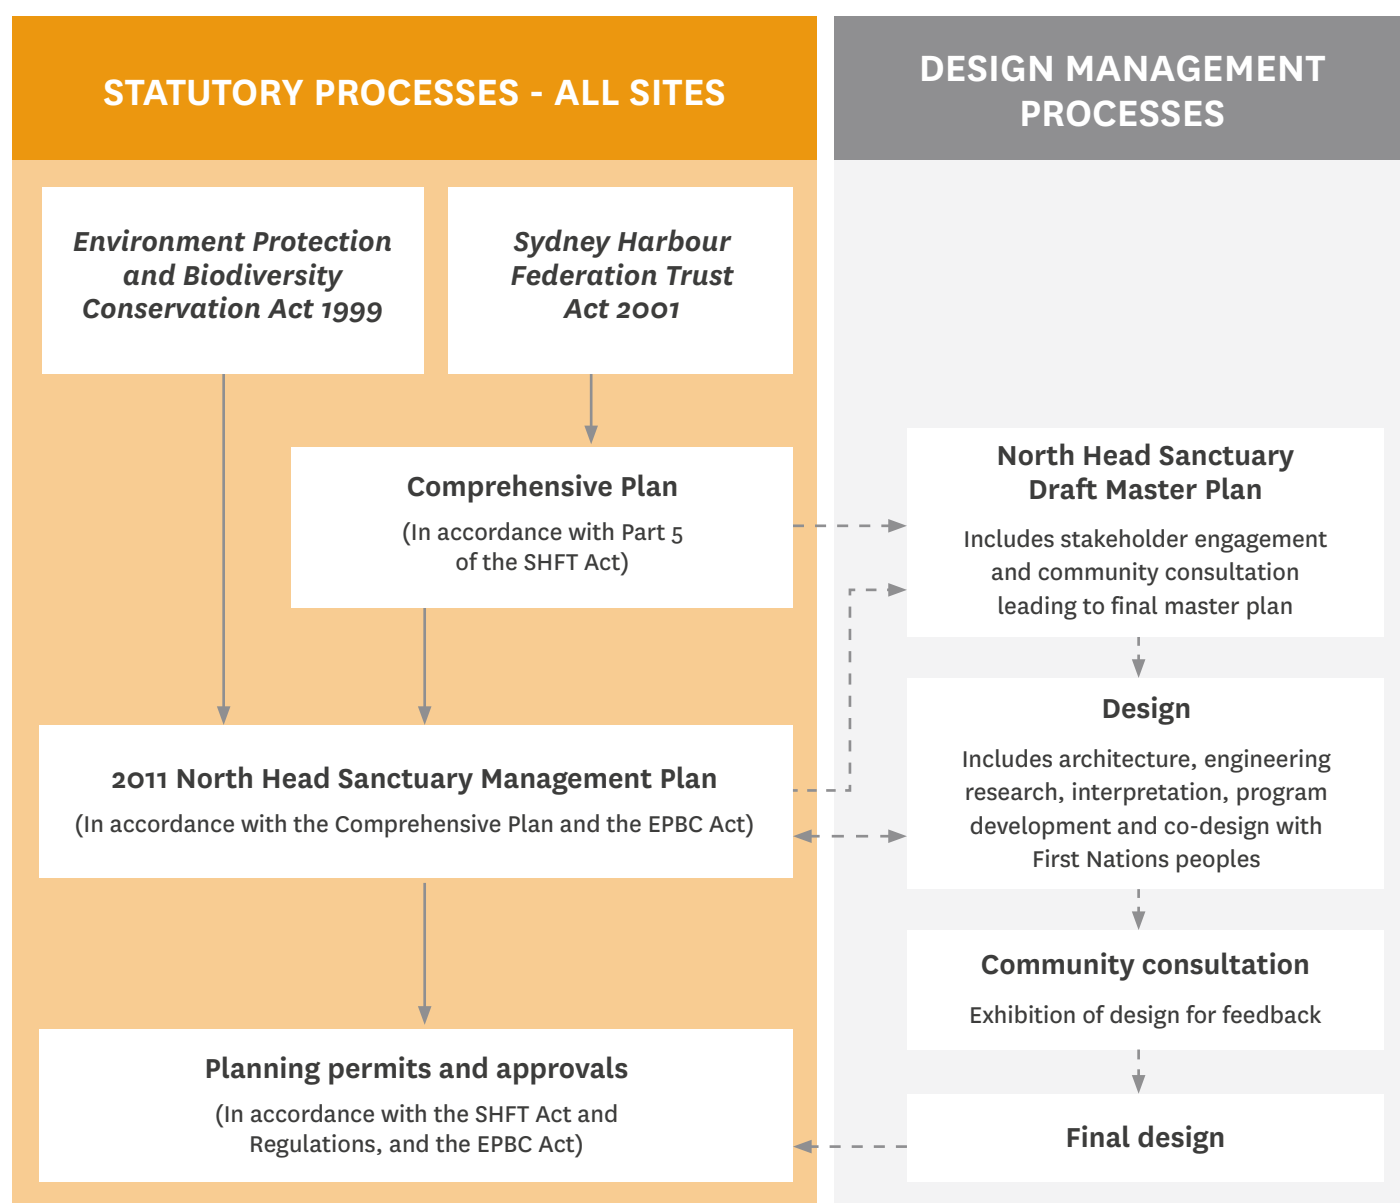 STATUTORY PROCESSES - ALL SITES
Environment Protection
and Biodiversity
Conservation Act 1999
Sydney Harbour
Federation Trust
Act 2001
Comprehensive Plan
(In accordance with Part 5
of the SHFT Act)
2011 North Head Sanctuary Management Plan
(In accordance with the Comprehensive Plan and the EPBC Act)
Planning permits and approvals
(In accordance with the SHFT Act and
Regulations, and the EPBC Act)
DESIGN MANAGEMENT
PROCESSES
North Head Sanctuary
Draft Master Plan
Includes stakeholder engagement
and community consultation
leading to final master plan
Design
Includes architecture, engineering
research, interpretation, program
development and co-design with
First Nations peoples
Community consultation
Exhibition of design for feedback
Final design